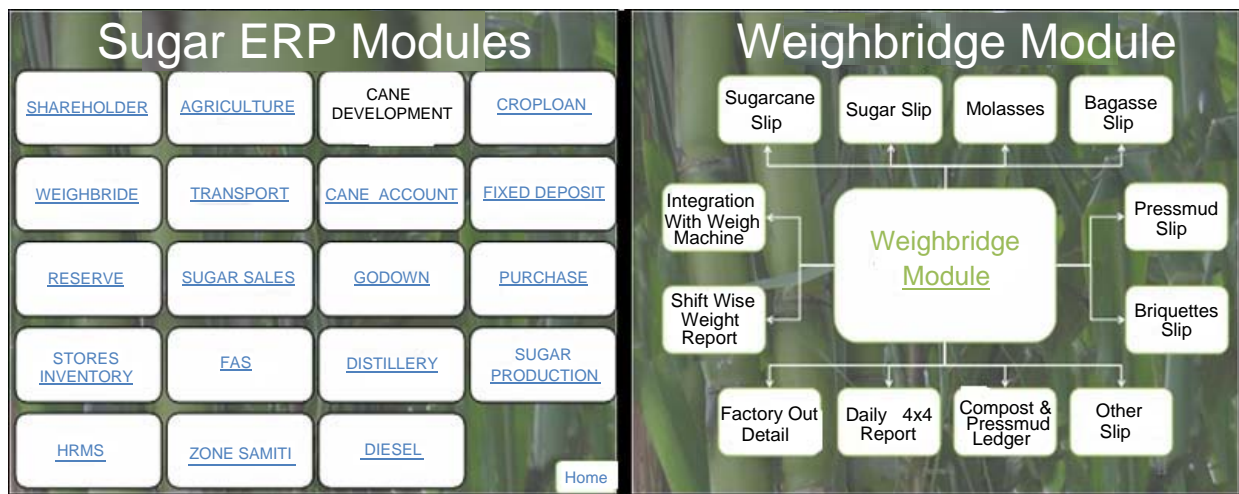 Sugar ERP Modules
SHAREHOLDER
AGRICULTURE
CANE
DEVELOPMENT
CROPLOAN
WEIGHBRIDE
TRANSPORT
CANE ACCOUNT
FIXED DEPOSIT
RESERVE
SUGAR SALES
GODOWN
PURCHASE
STORES
INVENTORY
FAS
DISTILLERY
SUGAR
PRODUCTION
HRMS
ZONE SAMITI
DIESEL
Home
Weighbridge Module
Sugarcane
Slip
Sugar Slip
Molasses
Bagasse
Slip
Integration
With Weigh
Machine
Weighbridge
Module
Pressmud
Slip
Shift Wise
Weight
Report
Briquettes
Slip
Factory Out
Detail
Daily 4x4
Report
Compost &
Pressmud
Ledger
Other
Slip